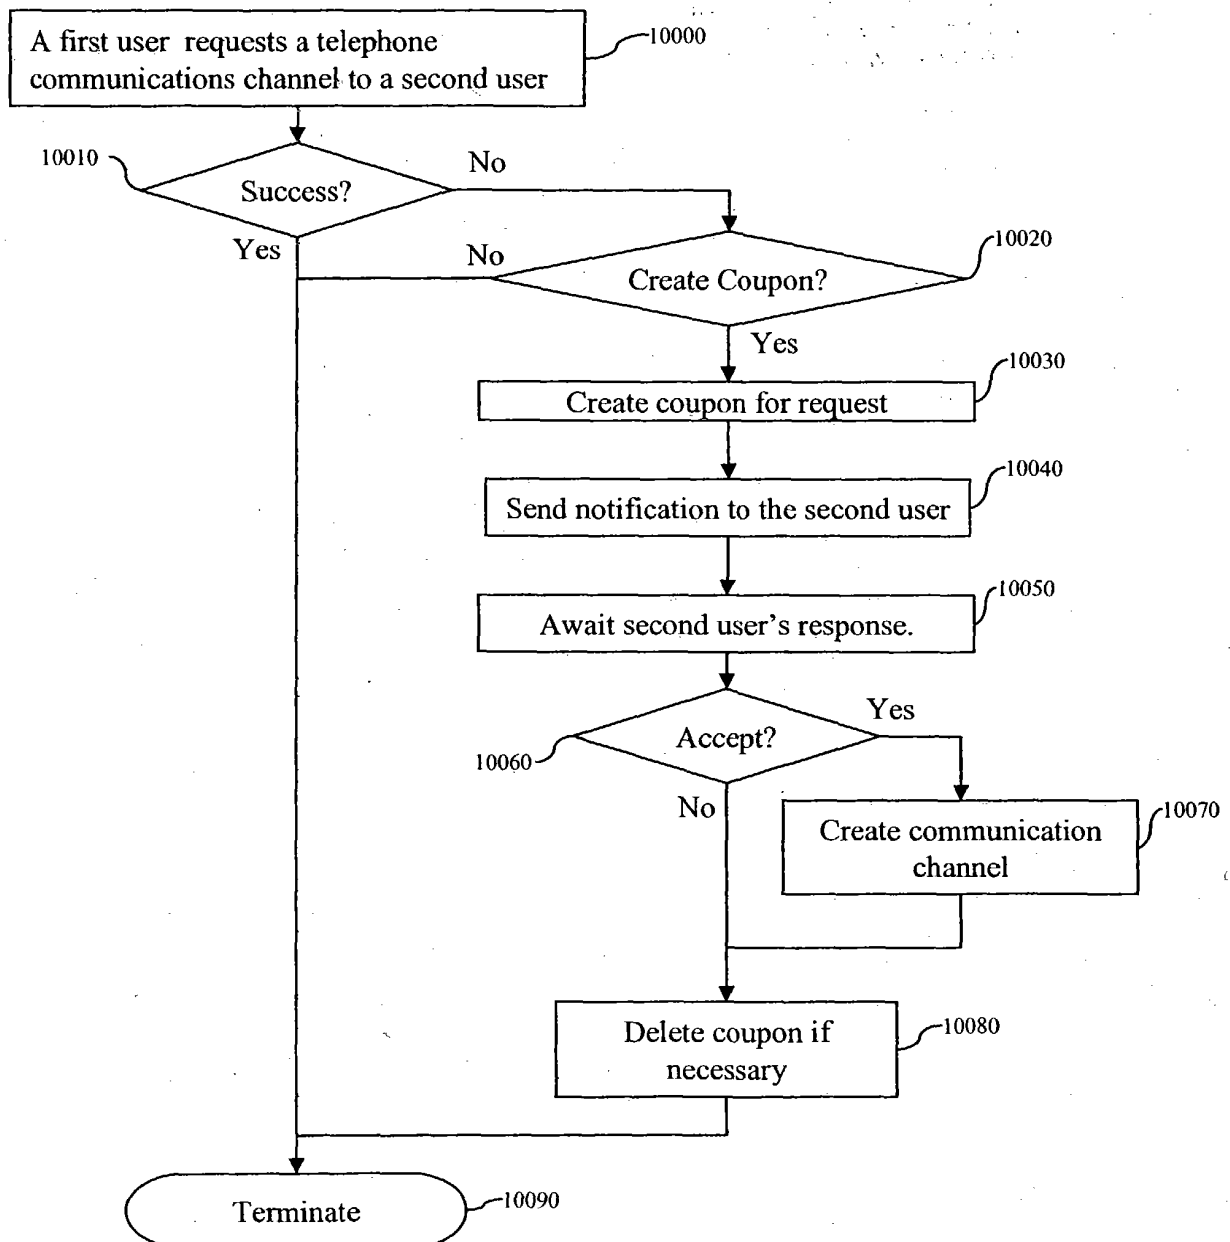 A first user requests a telephone
communications channel to a second user
10000
10010
Success?
No
Yes
No
Create Coupon?
10020
Yes
10030
Create coupon for request
10040
Send notification to the second user
10050
Await second user's response.
Accept?
Yes
10060
No
Create communication
channel
10070
Delete coupon if
necessary
10080
Terminate
10090